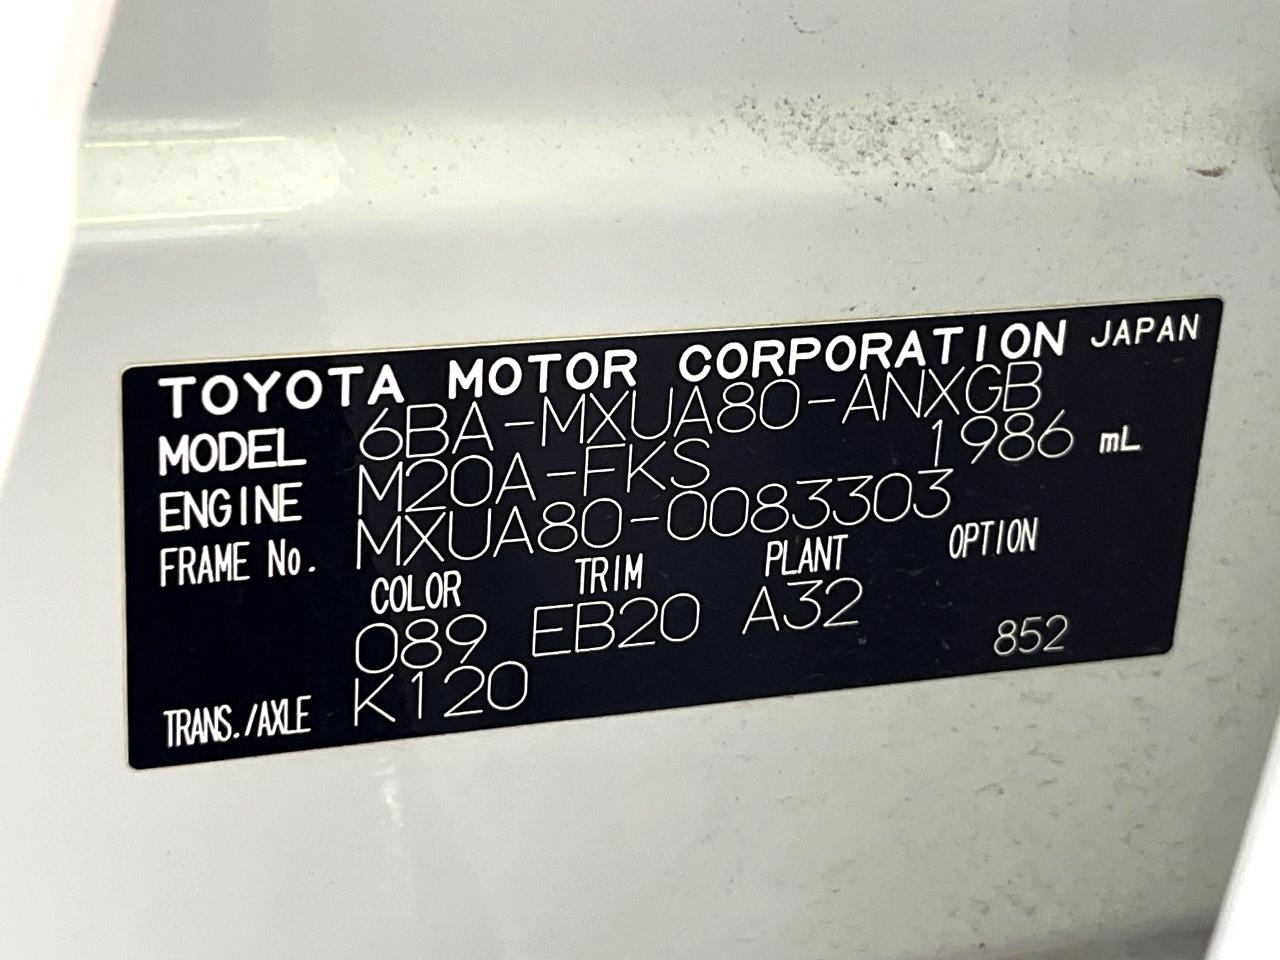 TOYOTA MOTOR CORPORATION JAPAN
MODEL 6BA-MXUA80-ANXGB
ENGINE M20A-FKS 1986 mL
FRAME No. MXUA80-0083303
COLOR TRIM PLANT OPTION
089 EB20 A32
TRANS./AXLE K120 852